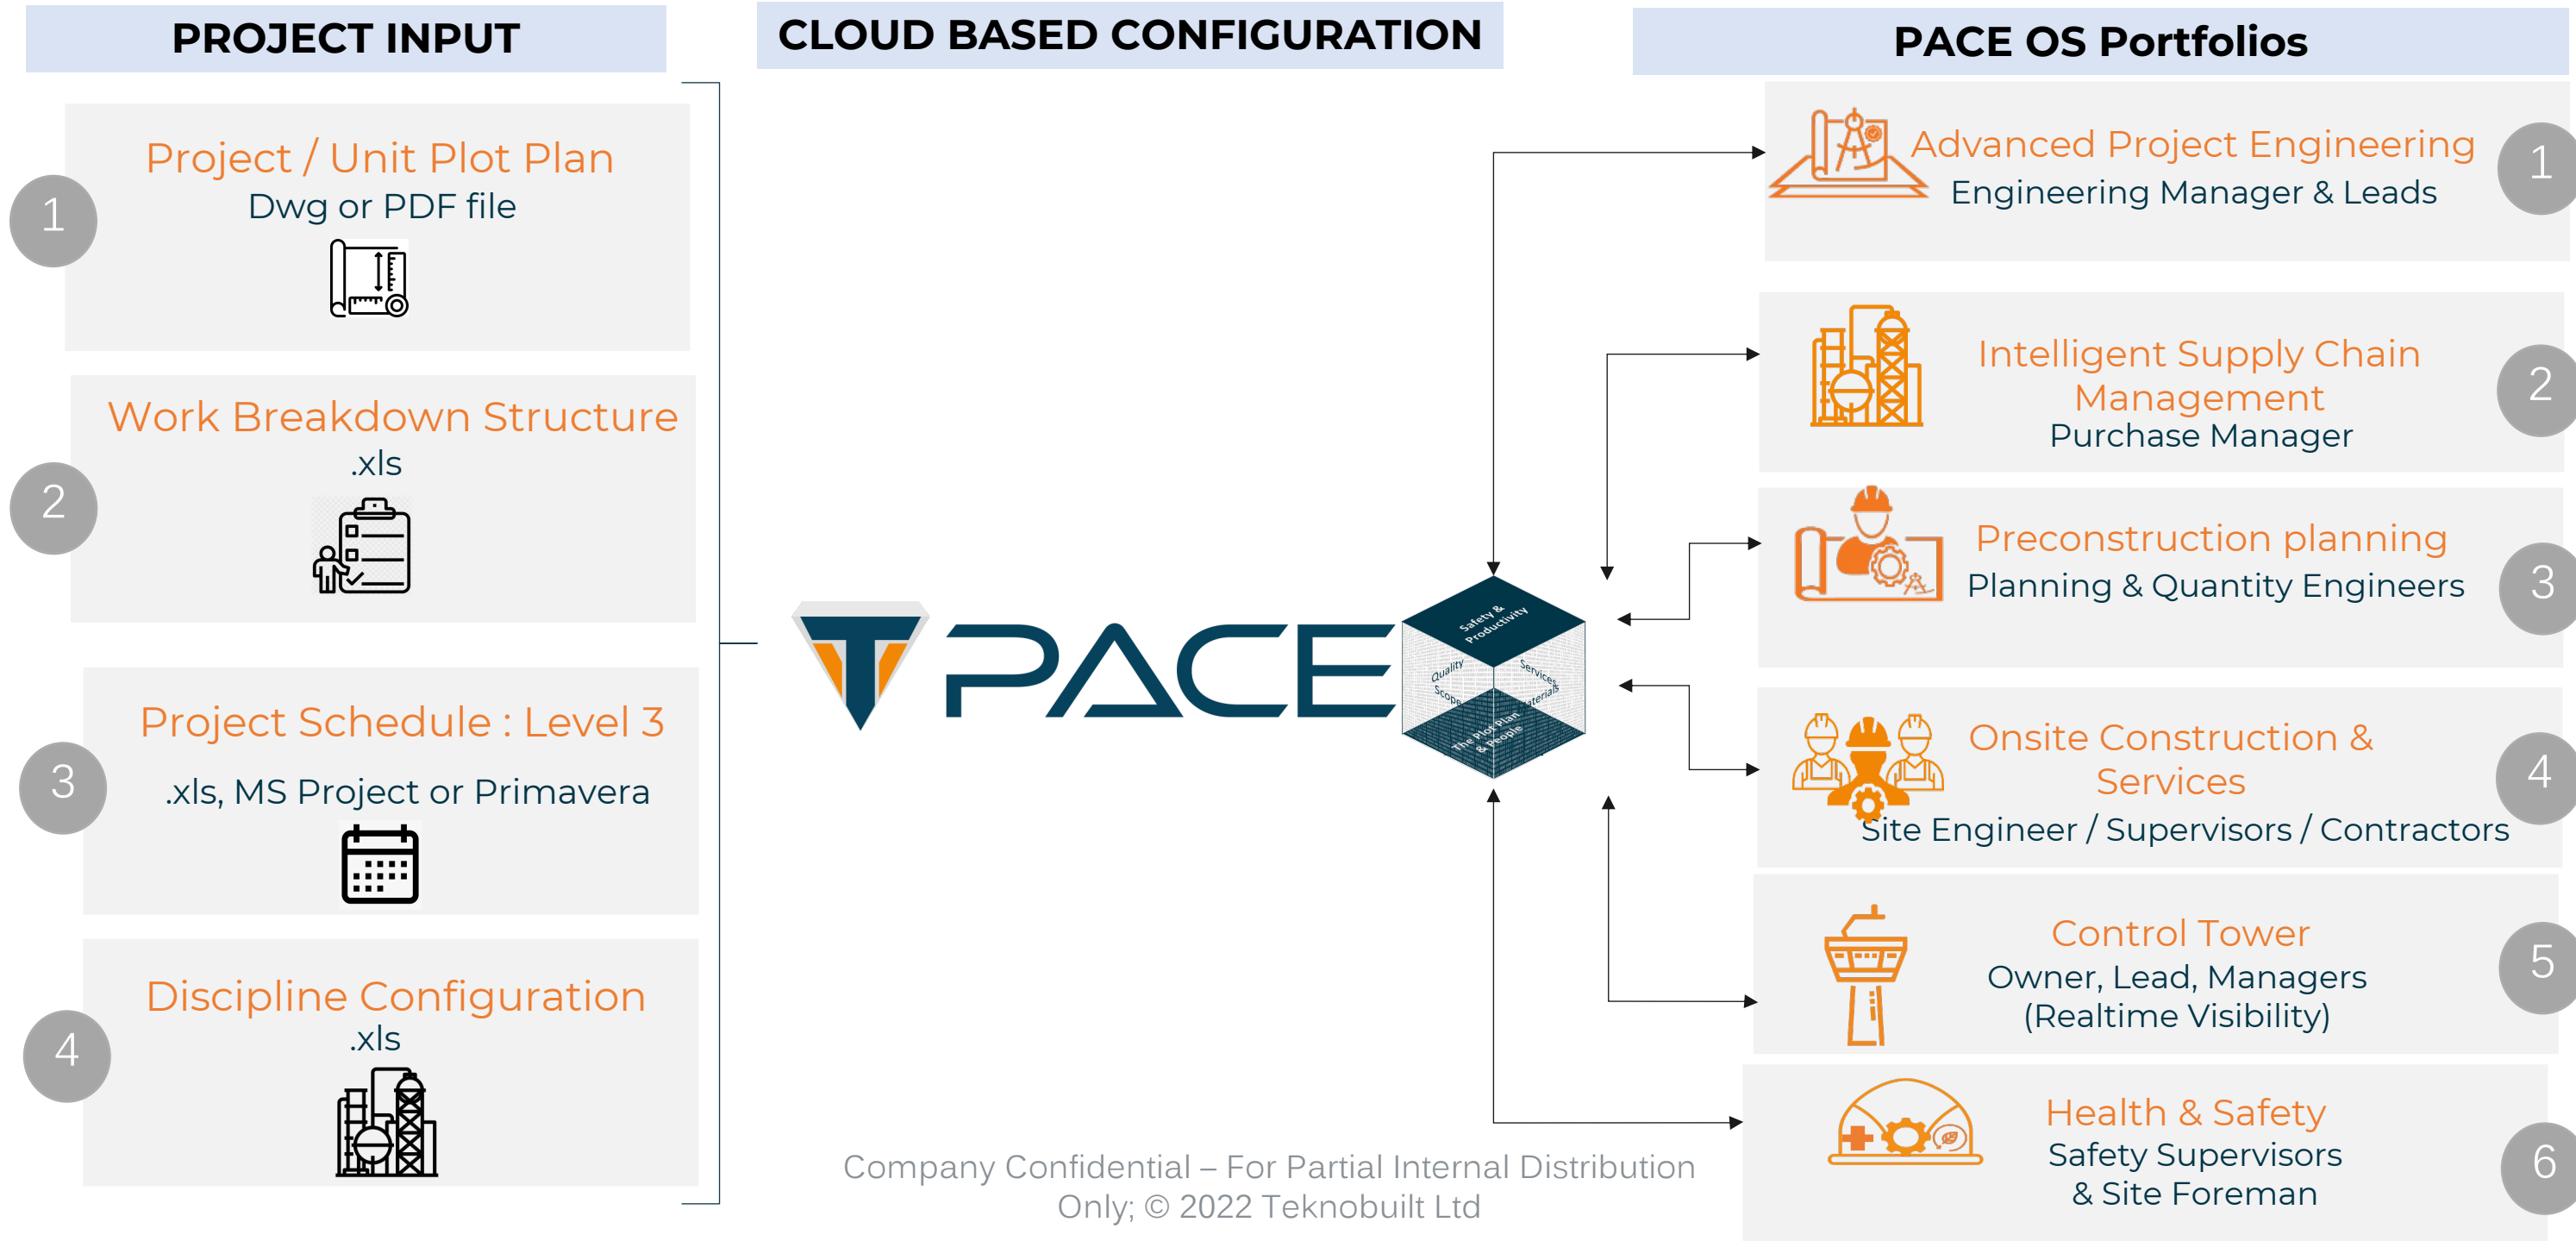 PROJECT INPUT
1
Project / Unit Plot Plan
Dwg or PDF file
2
Work Breakdown Structure
.xls
3
Project Schedule : Level 3
.xls, MS Project or Primavera
4
Discipline Configuration
.xls
CLOUD BASED CONFIGURATION
T PACE
Safety &
Productivity
Quality
Scope
Services
aterials
The Plot Plan
& People
Company Confidential – For Partial Internal Distribution
Only; © 2022 Teknobuilt Ltd
PACE OS Portfolios
Advanced Project Engineering
Engineering Manager & Leads
1
Intelligent Supply Chain
Management
Purchase Manager
2
Preconstruction planning
Planning & Quantity Engineers
3
Onsite Construction &
Services
Site Engineer / Supervisors / Contractors
4
Control Tower
Owner, Lead, Managers
(Realtime Visibility)
5
Health & Safety
Safety Supervisors
& Site Foreman
6